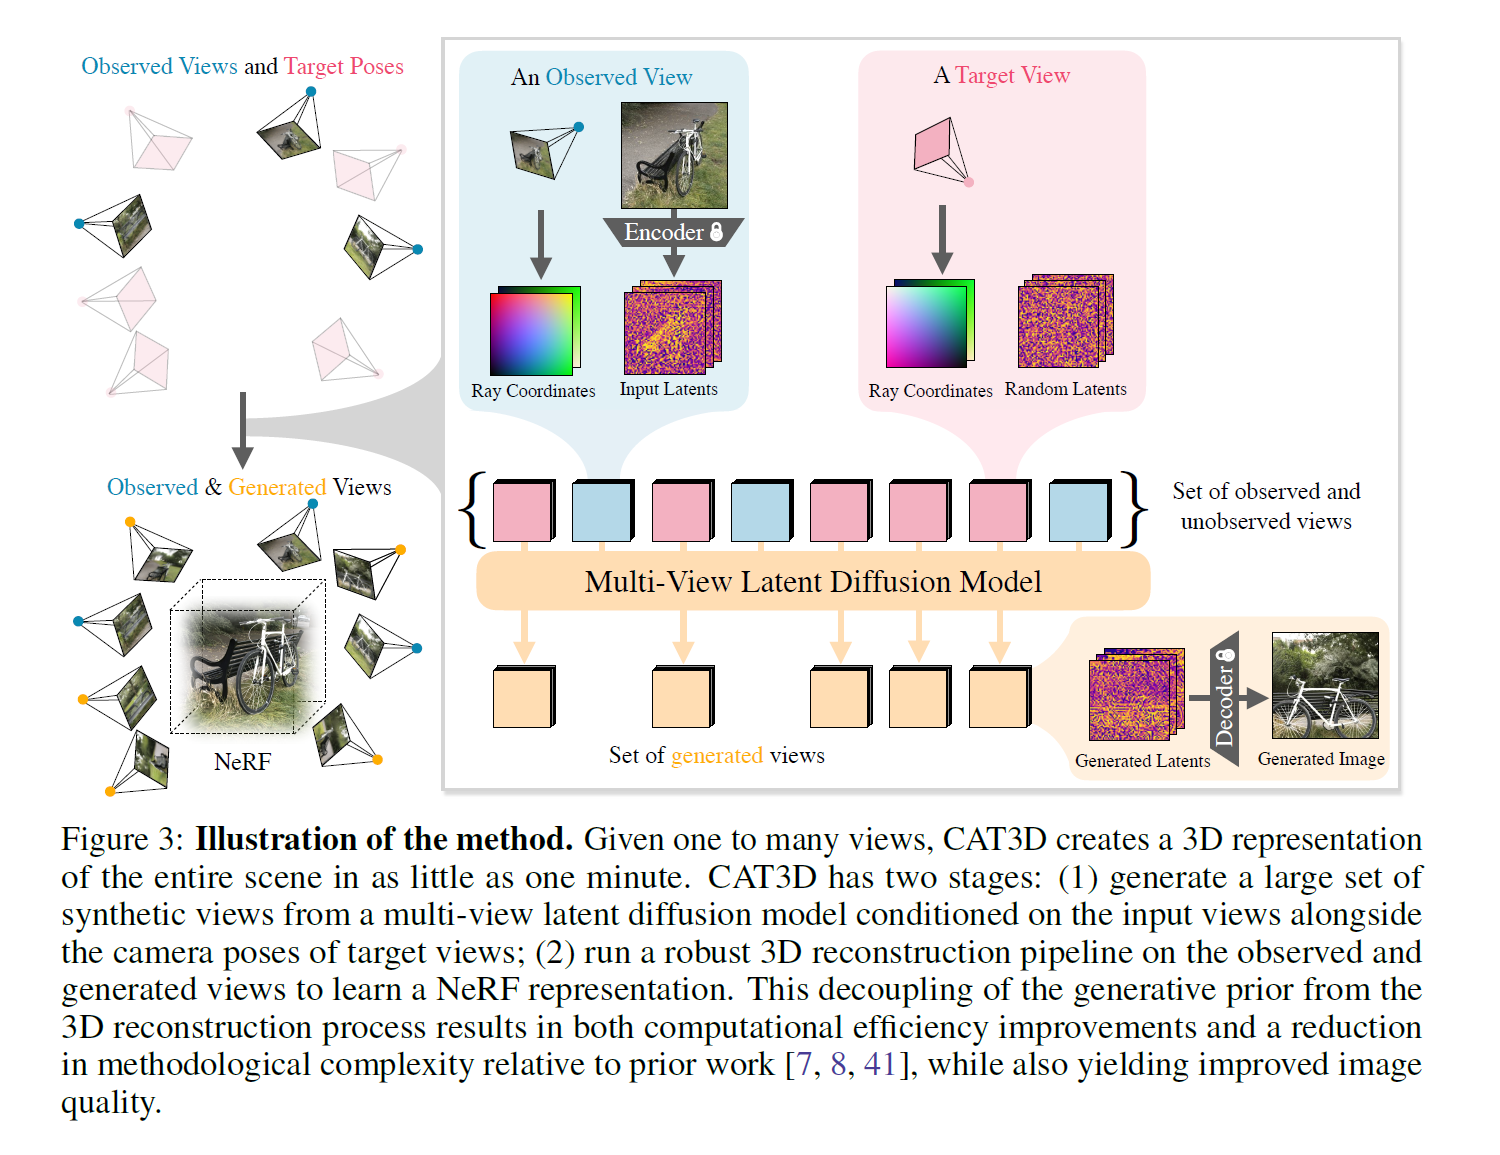 Observed Views and Target Poses
An Observed View
A Target View
Encoder
Ray Coordinates
Input Latents
Ray Coordinates
Random Latents
Observed & Generated Views
{ }
Set of observed and
unobserved views
Multi-View Latent Diffusion Model
NeRF
Set of generated views
Decoder
Generated Latents
Generated Image
Figure 3: Illustration of the method. Given one to many views, CAT3D creates a 3D representation
of the entire scene in as little as one minute. CAT3D has two stages: (1) generate a large set of
synthetic views from a multi-view latent diffusion model conditioned on the input views alongside
the camera poses of target views; (2) run a robust 3D reconstruction pipeline on the observed and
generated views to learn a NeRF representation. This decoupling of the generative prior from the
3D reconstruction process results in both computational efficiency improvements and a reduction
in methodological complexity relative to prior work [7, 8, 41], while also yielding improved image
quality.